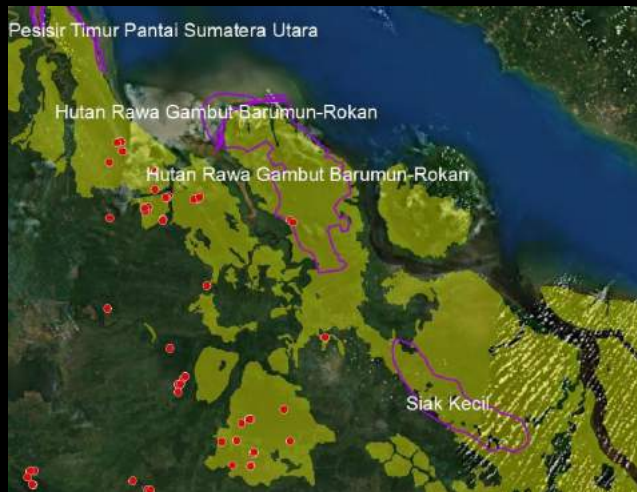 Pesisir Timur Pantai Sumatera Utara
Hutan Rawa Gambut Barumun-Rokan
Hutan Rawa Gambut Barumun-Rokan
Siak Kecil